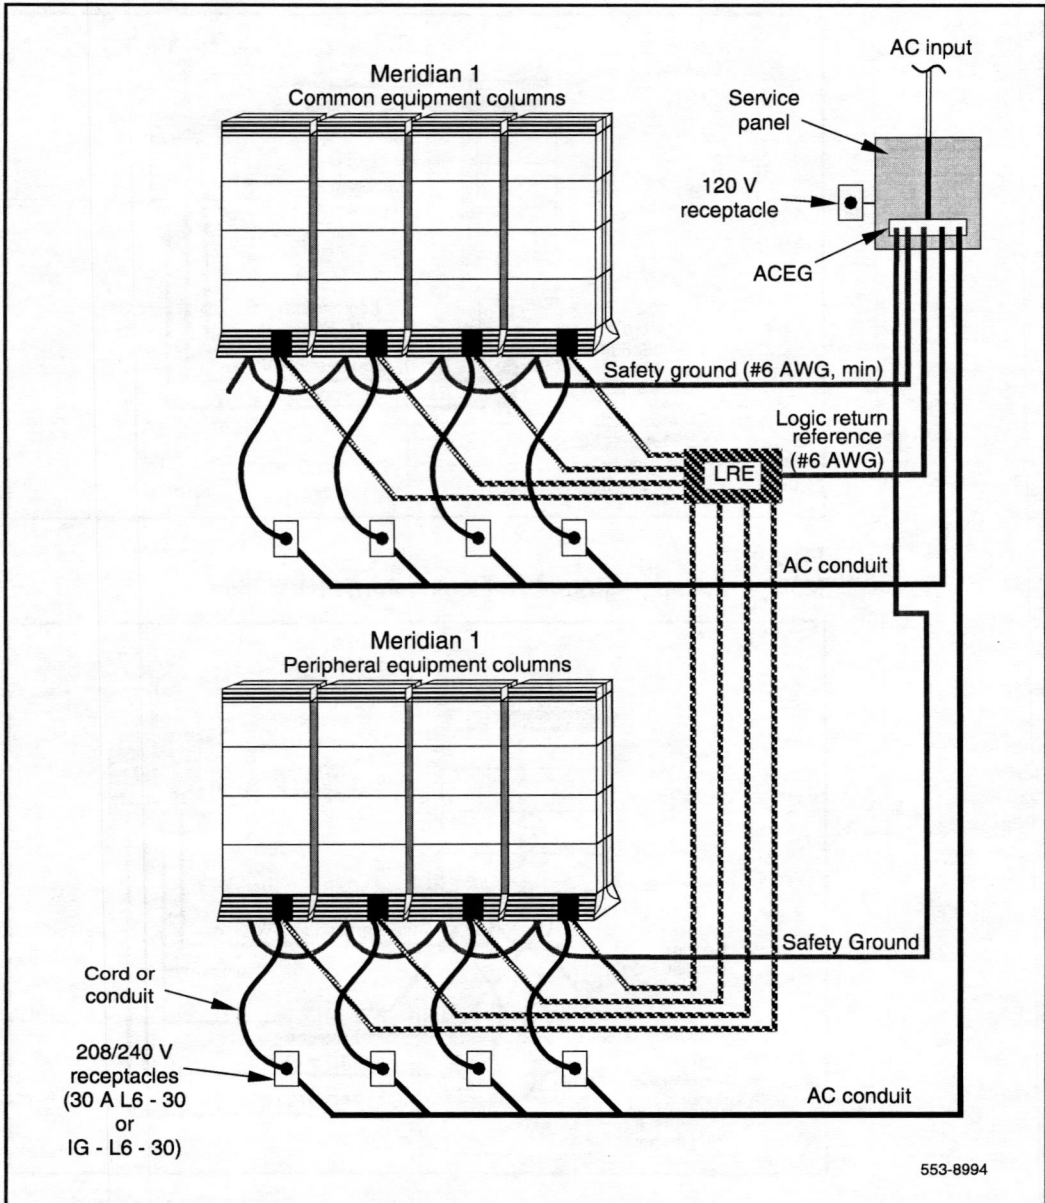 AC input
Meridian 1
Common equipment columns
Service
panel
120 V
receptacle
ACEG
Safety ground (#6 AWG, min)
Logic return
reference
(#6 AWG)
LRE
AC conduit
Meridian 1
Peripheral equipment columns
Safety Ground
Cord or
conduit
208/240 V
receptacles
(30 A L6 - 30
or
IG - L6 - 30)
AC conduit
553-8994